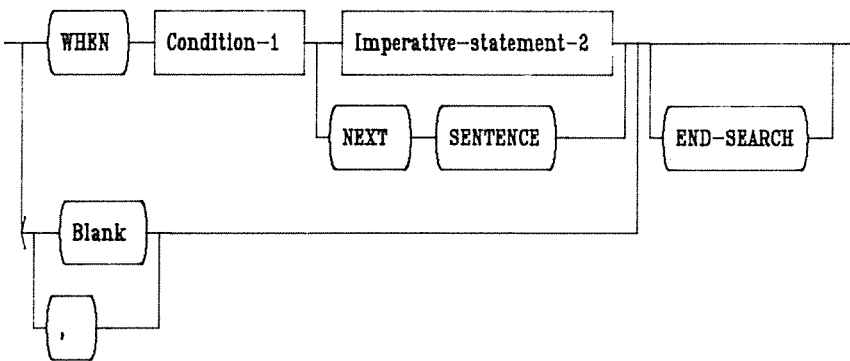 WHEN Condition-1 Imperative-statement-2
NEXT SENTENCE END-SEARCH
Blank
,